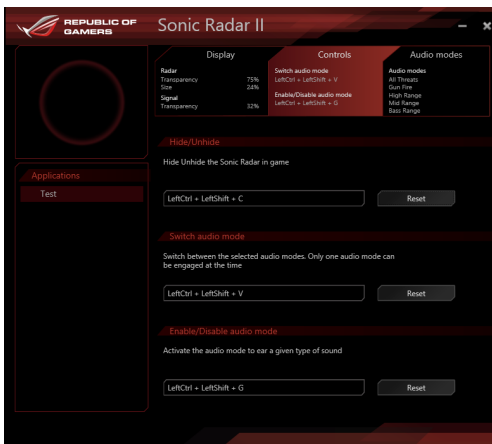 REPUBLIC OF
GAMERS
Sonic Radar II
Display
Radar
Transparency 75%
Size 24%
Signal
Transparency 32%
Controls
Switch audio mode
LeftCtrl + LeftShift + V
Enable/Disable audio mode
LeftCtrl + LeftShift + G
Audio modes
Audio modes
All Threats
Gun Fire
High Range
Mid Range
Bass Range
Applications
Test
Hide/Unhide
Hide Unhide the Sonic Radar in game
LeftCtrl + LeftShift + C
Reset
Switch audio mode
Switch between the selected audio modes. Only one audio mode can
be engaged at the time
LeftCtrl + LeftShift + V
Reset
Enable/Disable audio mode
Activate the audio mode to ear a given type of sound
LeftCtrl + LeftShift + G
Reset